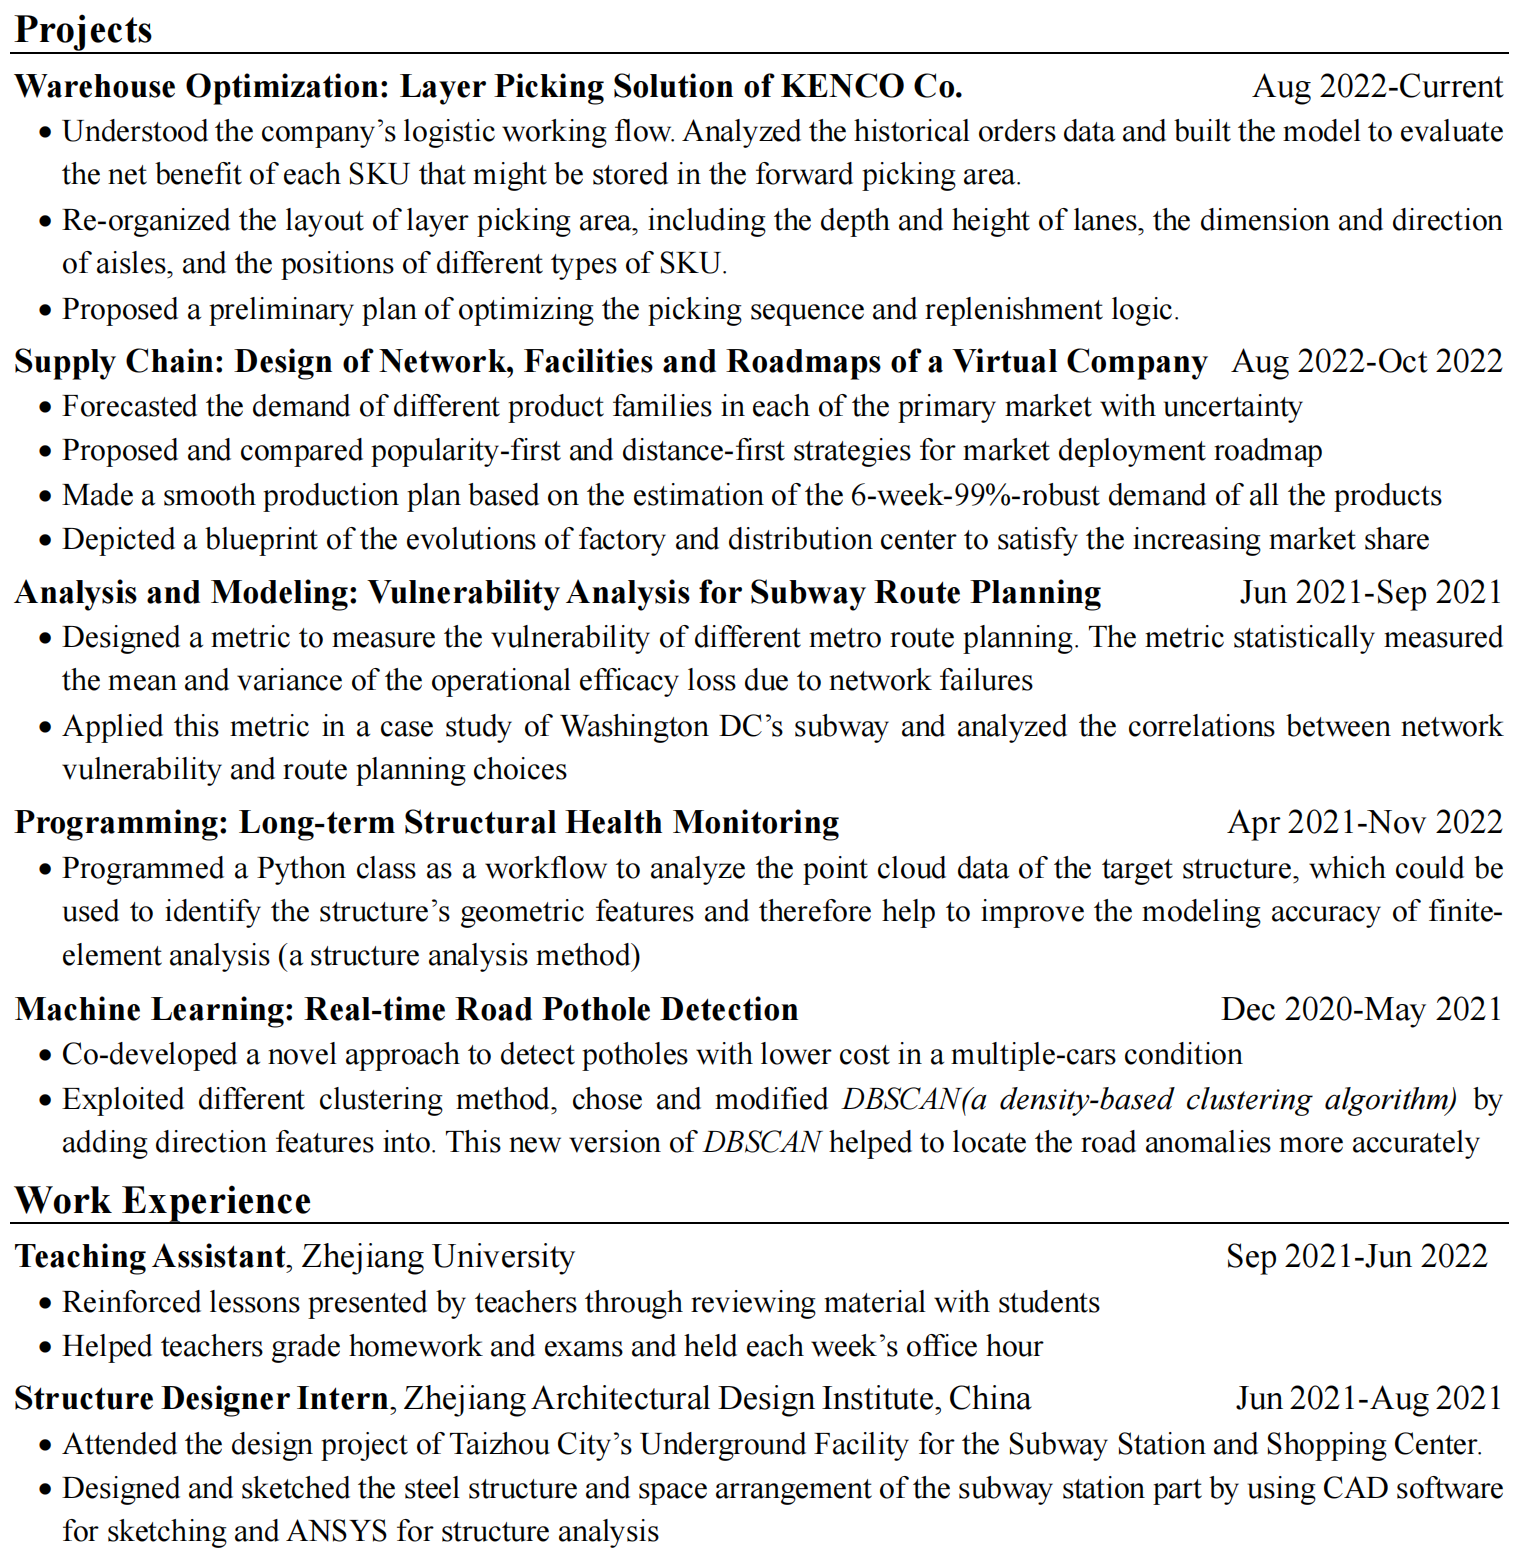 Projects
Warehouse Optimization: Layer Picking Solution of KENCO Co. Aug 2022-Current
• Understood the company’s logistic working flow. Analyzed the historical orders data and built the model to evaluate
the net benefit of each SKU that might be stored in the forward picking area.
• Re-organized the layout of layer picking area, including the depth and height of lanes, the dimension and direction
of aisles, and the positions of different types of SKU.
• Proposed a preliminary plan of optimizing the picking sequence and replenishment logic.
Supply Chain: Design of Network, Facilities and Roadmaps of a Virtual Company Aug 2022-Oct 2022
• Forecasted the demand of different product families in each of the primary market with uncertainty
• Proposed and compared popularity-first and distance-first strategies for market deployment roadmap
• Made a smooth production plan based on the estimation of the 6-week-99%-robust demand of all the products
• Depicted a blueprint of the evolutions of factory and distribution center to satisfy the increasing market share
Analysis and Modeling: Vulnerability Analysis for Subway Route Planning Jun 2021-Sep 2021
• Designed a metric to measure the vulnerability of different metro route planning. The metric statistically measured
the mean and variance of the operational efficacy loss due to network failures
• Applied this metric in a case study of Washington DC’s subway and analyzed the correlations between network
vulnerability and route planning choices
Programming: Long-term Structural Health Monitoring Apr 2021-Nov 2022
• Programmed a Python class as a workflow to analyze the point cloud data of the target structure, which could be
used to identify the structure’s geometric features and therefore help to improve the modeling accuracy of finite-
element analysis (a structure analysis method)
Machine Learning: Real-time Road Pothole Detection Dec 2020-May 2021
• Co-developed a novel approach to detect potholes with lower cost in a multiple-cars condition
• Exploited different clustering method, chose and modified DBSCAN(a density-based clustering algorithm) by
adding direction features into. This new version of DBSCAN helped to locate the road anomalies more accurately
Work Experience
Teaching Assistant, Zhejiang University Sep 2021-Jun 2022
• Reinforced lessons presented by teachers through reviewing material with students
• Helped teachers grade homework and exams and held each week’s office hour
Structure Designer Intern, Zhejiang Architectural Design Institute, China Jun 2021-Aug 2021
• Attended the design project of Taizhou City’s Underground Facility for the Subway Station and Shopping Center.
• Designed and sketched the steel structure and space arrangement of the subway station part by using CAD software
for sketching and ANSYS for structure analysis